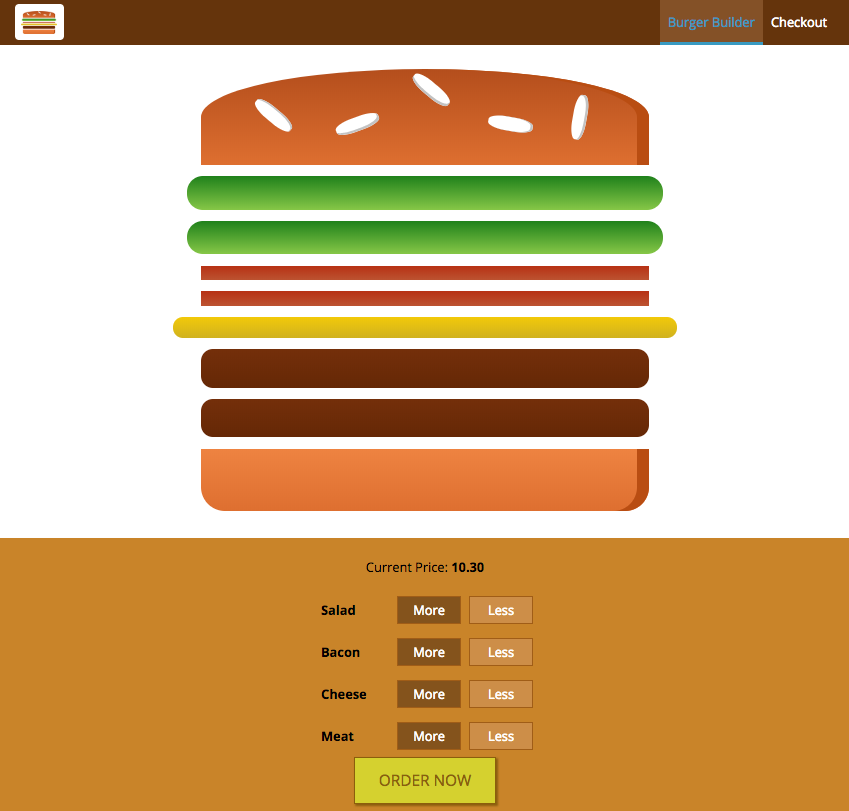 Burger Builder Checkout
Current Price: 10.30
Salad More Less
Bacon More Less
Cheese More Less
Meat More Less
ORDER NOW